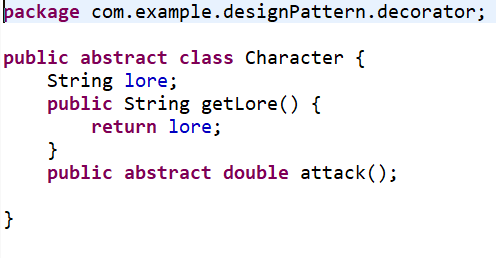 package com.example.designPattern.decorator;
public abstract class Character {
String lore;
public String getLore() {
return lore;
}
public abstract double attack();
}